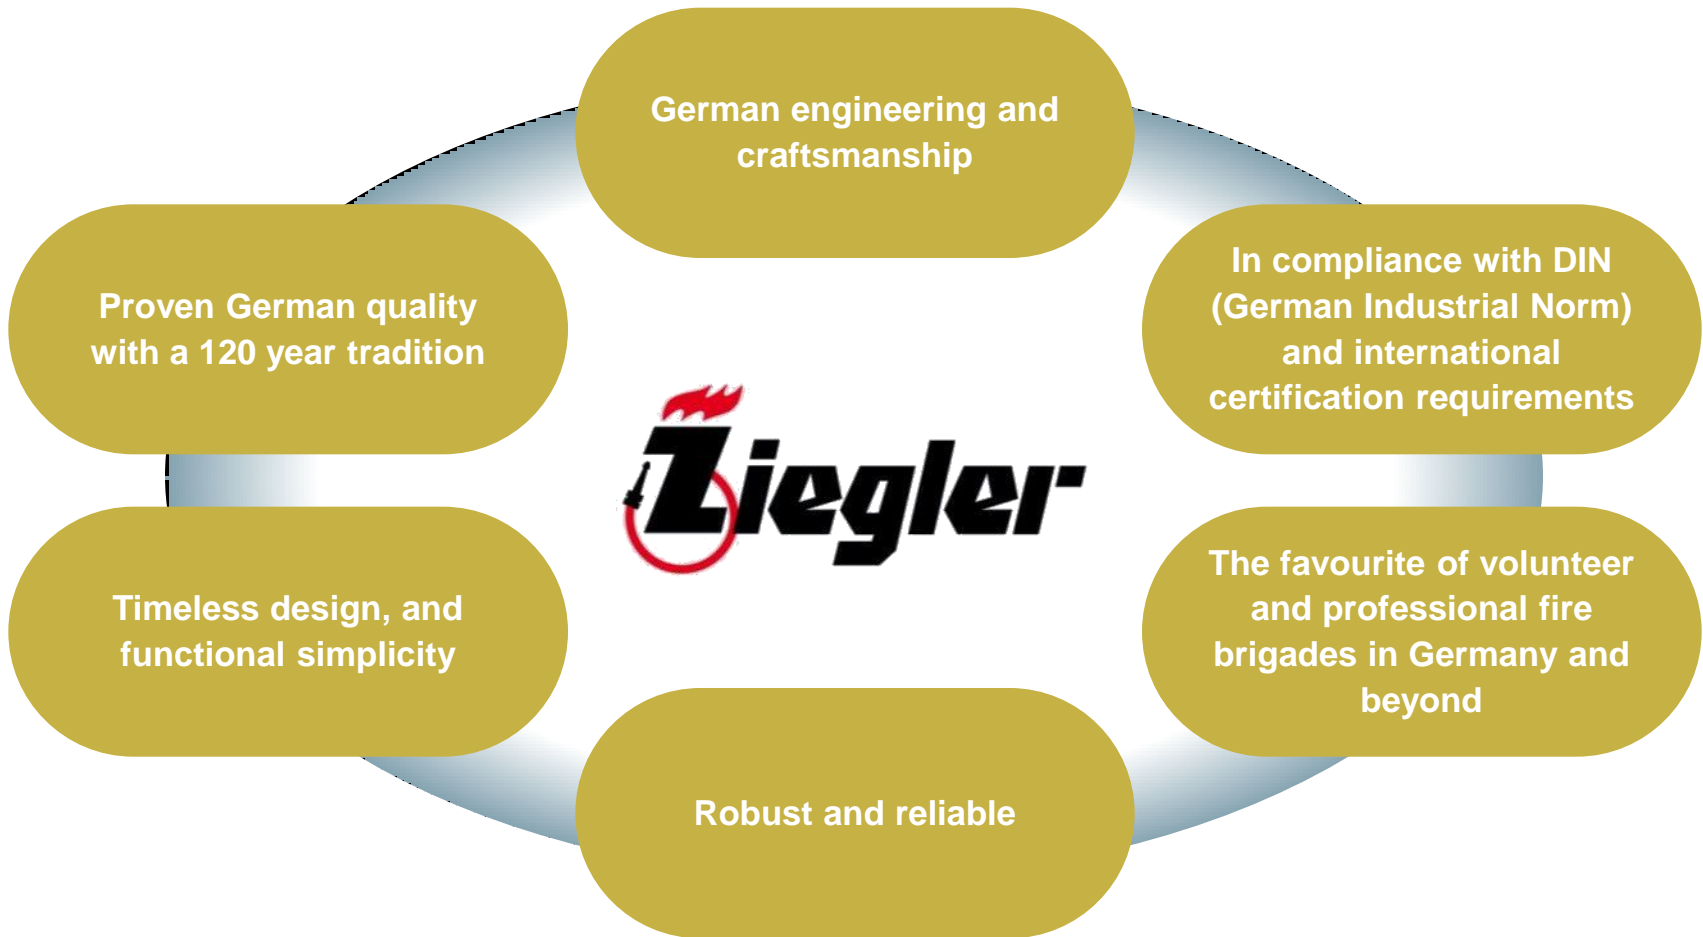 German engineering and
craftsmanship
Proven German quality
with a 120 year tradition
In compliance with DIN
(German Industrial Norm)
and international
certification requirements
Ziegler
Timeless design, and
functional simplicity
The favourite of volunteer
and professional fire
brigades in Germany and
beyond
Robust and reliable